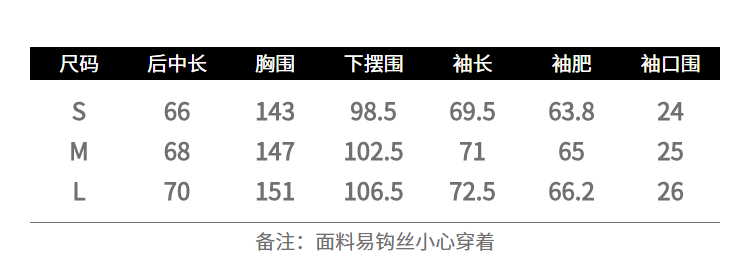 尺码 后中长 胸围 下摆围 袖长 袖肥 袖口围
S 66 143 98.5 69.5 63.8 24
M 68 147 102.5 71 65 25
L 70 151 106.5 72.5 66.2 26
备注：面料易钩丝小心穿着